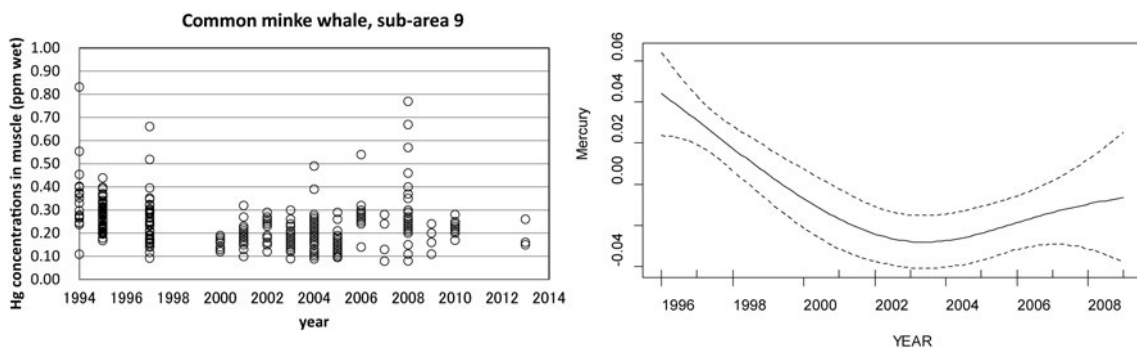 Common minke whale, sub-area 9
Hg concentrations in muscle (ppm wet)
1.00
0.90
0.80
0.70
0.60
0.50
0.40
0.30
0.20
0.10
0.00
1994 1996 1998 2000 2002 2004 2006 2008 2010 2012 2014
year
Mercury
0.06
0.04
0.02
0.00
-0.04
1996 1998 2000 2002 2004 2006 2008
YEAR